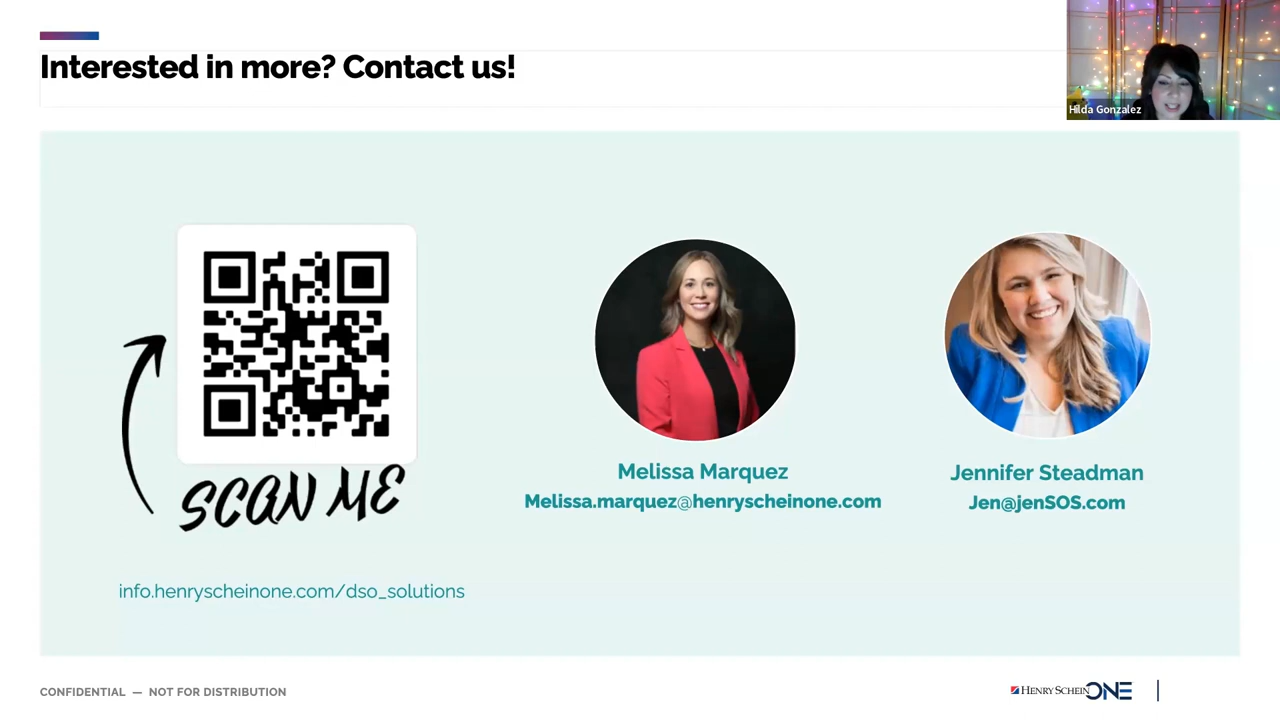 Interested in more? Contact us!
Hilda Gonzalez
SCAN ME
info.henryscheinone.com/dso_solutions
Melissa Marquez
Melissa.marquez@henryscheinone.com
Jennifer Steadman
Jen@jenSOS.com
CONFIDENTIAL — NOT FOR DISTRIBUTION
HENRY SCHEIN ONE